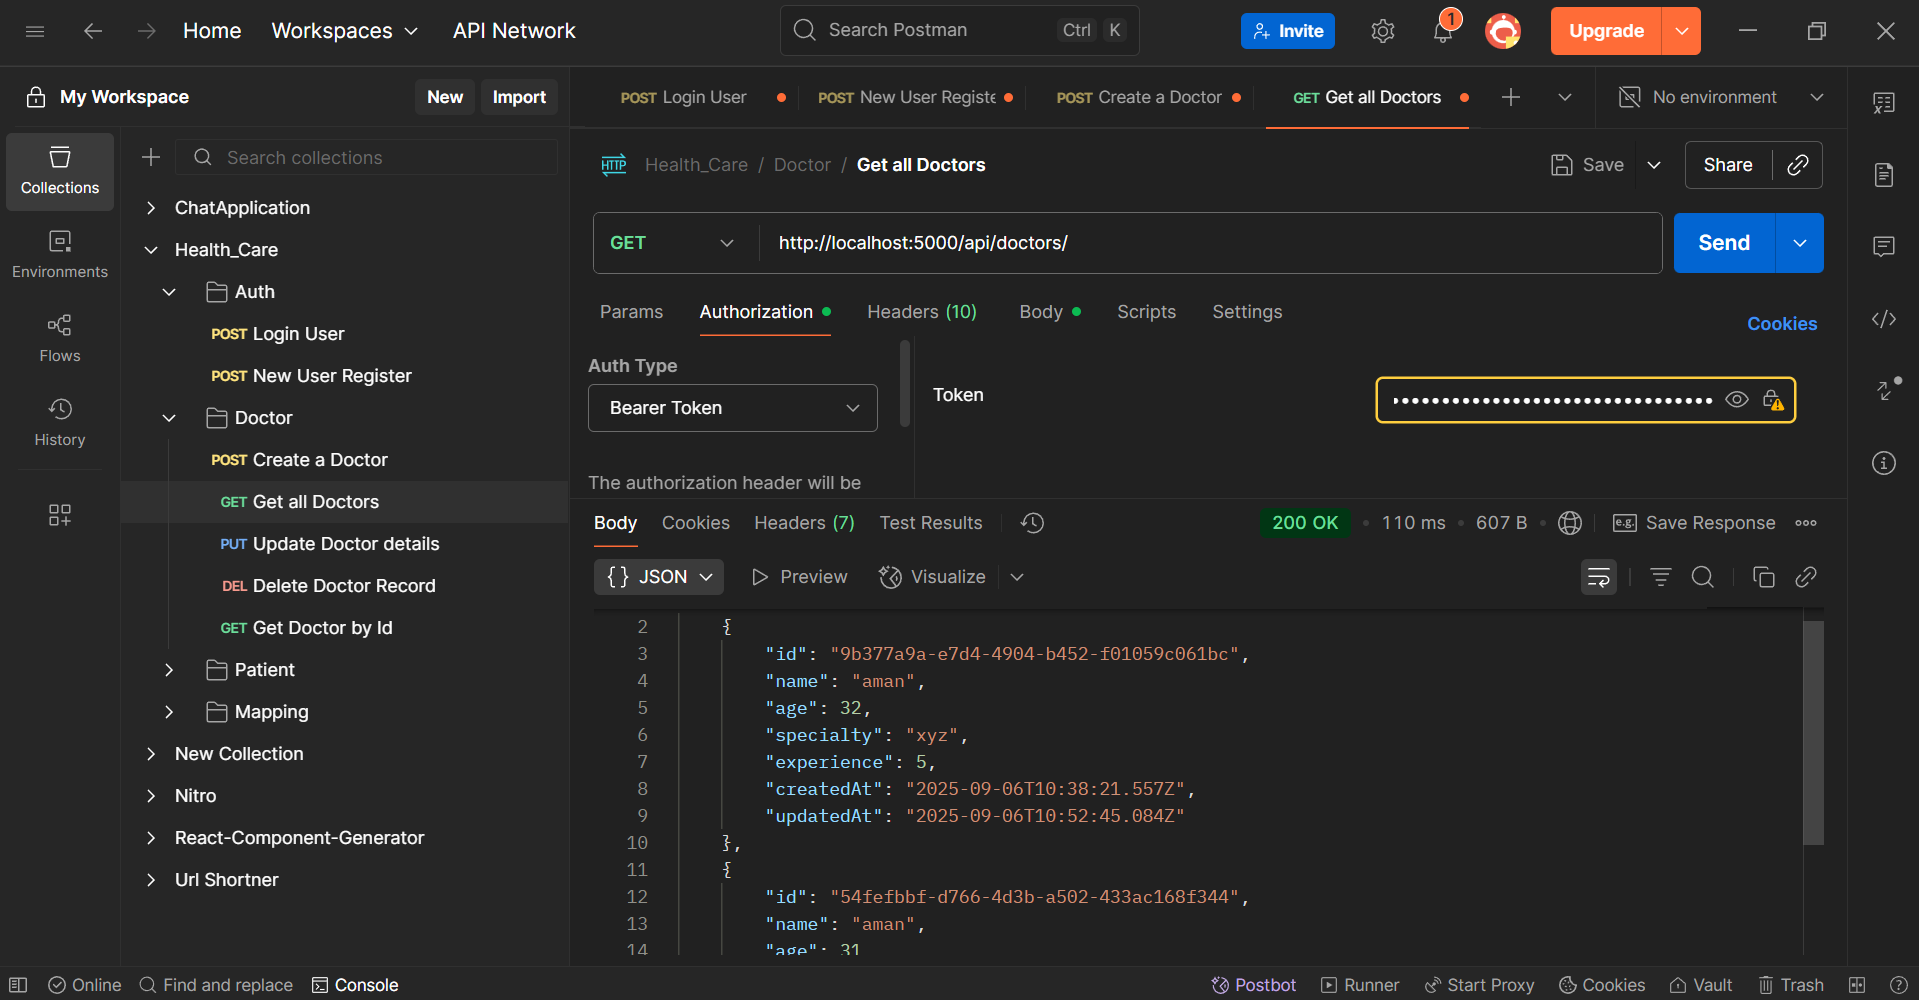 Home Workspaces API Network Search Postman Ctrl K Invite 1 Upgrade
My Workspace New Import POST Login User POST New User Registe POST Create a Doctor GET Get all Doctors No environment
Collections
Environments
Flows
History
Search collections
ChatApplication
Health_Care
Auth
POST Login User
POST New User Register
Doctor
POST Create a Doctor
GET Get all Doctors
PUT Update Doctor details
DEL Delete Doctor Record
GET Get Doctor by Id
Patient
Mapping
New Collection
Nitro
React-Component-Generator
Url Shortner
HTTP Health_Care / Doctor / Get all Doctors Save Share
GET http://localhost:5000/api/doctors/ Send
Params Authorization Headers (10) Body Scripts Settings Cookies
Auth Type
Bearer Token
The authorization header will be
Token
Body Cookies Headers (7) Test Results 200 OK 110 ms 607 B e.g. Save Response
{} JSON Preview Visualize
2 {
3 "id": "9b377a9a-e7d4-4904-b452-f01059c061bc",
4 "name": "aman",
5 "age": 32,
6 "specialty": "xyz",
7 "experience": 5,
8 "createdAt": "2025-09-06T10:38:21.557Z",
9 "updatedAt": "2025-09-06T10:52:45.084Z"
10 },
11 {
12 "id": "54fefbbf-d766-4d3b-a502-433ac168f344",
13 "name": "aman",
14 "age": 31
Online Find and replace Console Postbot Runner Start Proxy Cookies Vault Trash